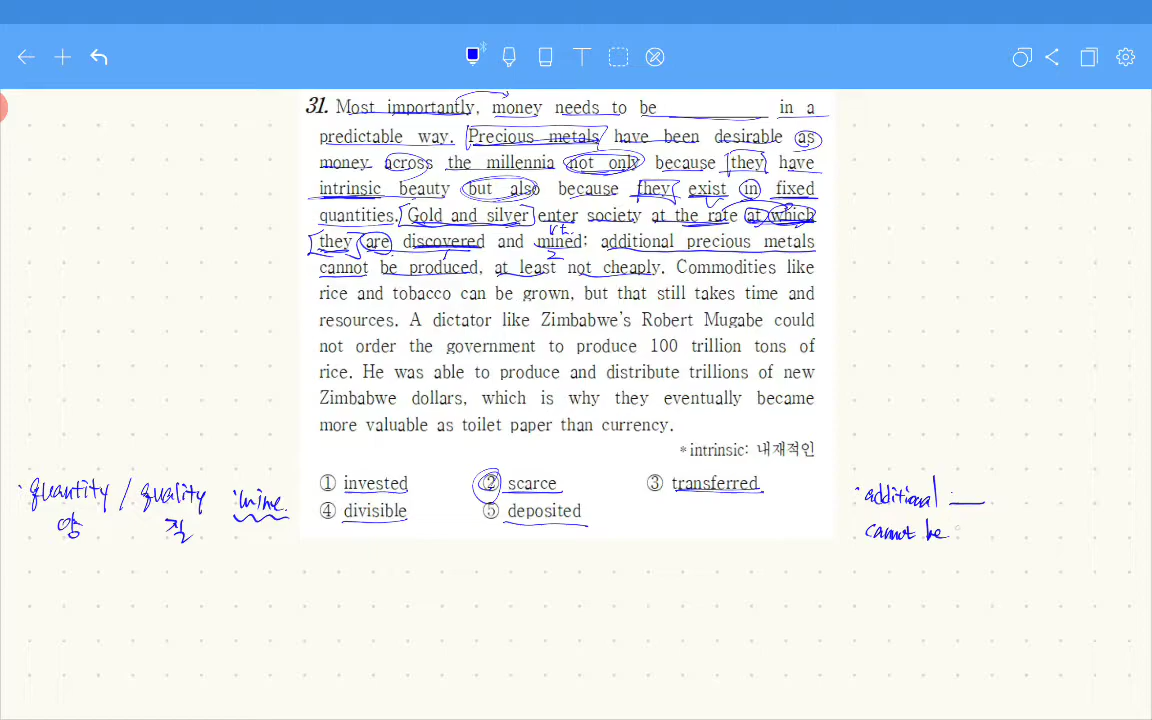 31. Most importantly, money needs to be __________ in a
predictable way. Precious metals have been desirable as
money across the millennia not only because they have
intrinsic beauty but also because they exist in fixed
quantities. Gold and silver enter society at the rate at which
vt.
they are discovered and mined; additional precious metals
2
cannot be produced, at least not cheaply. Commodities like
rice and tobacco can be grown, but that still takes time and
resources. A dictator like Zimbabwe's Robert Mugabe could
not order the government to produce 100 trillion tons of
rice. He was able to produce and distribute trillions of new
Zimbabwe dollars, which is why they eventually became
more valuable as toilet paper than currency.
*intrinsic: 내재적인
① invested ② scarce ③ transferred
④ divisible ⑤ deposited
· quantity / quality · mine.
양 질
· additional __
cannot be